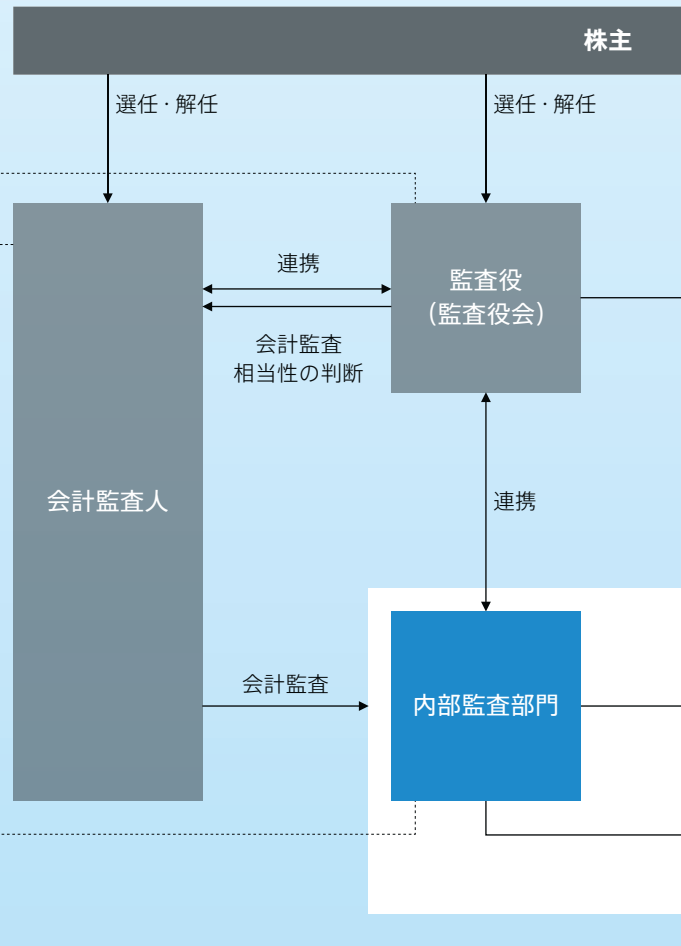 株主
選任・解任
選任・解任
連携
監査役
（監査役会）
会計監査
相当性の判断
会計監査人
連携
会計監査
内部監査部門